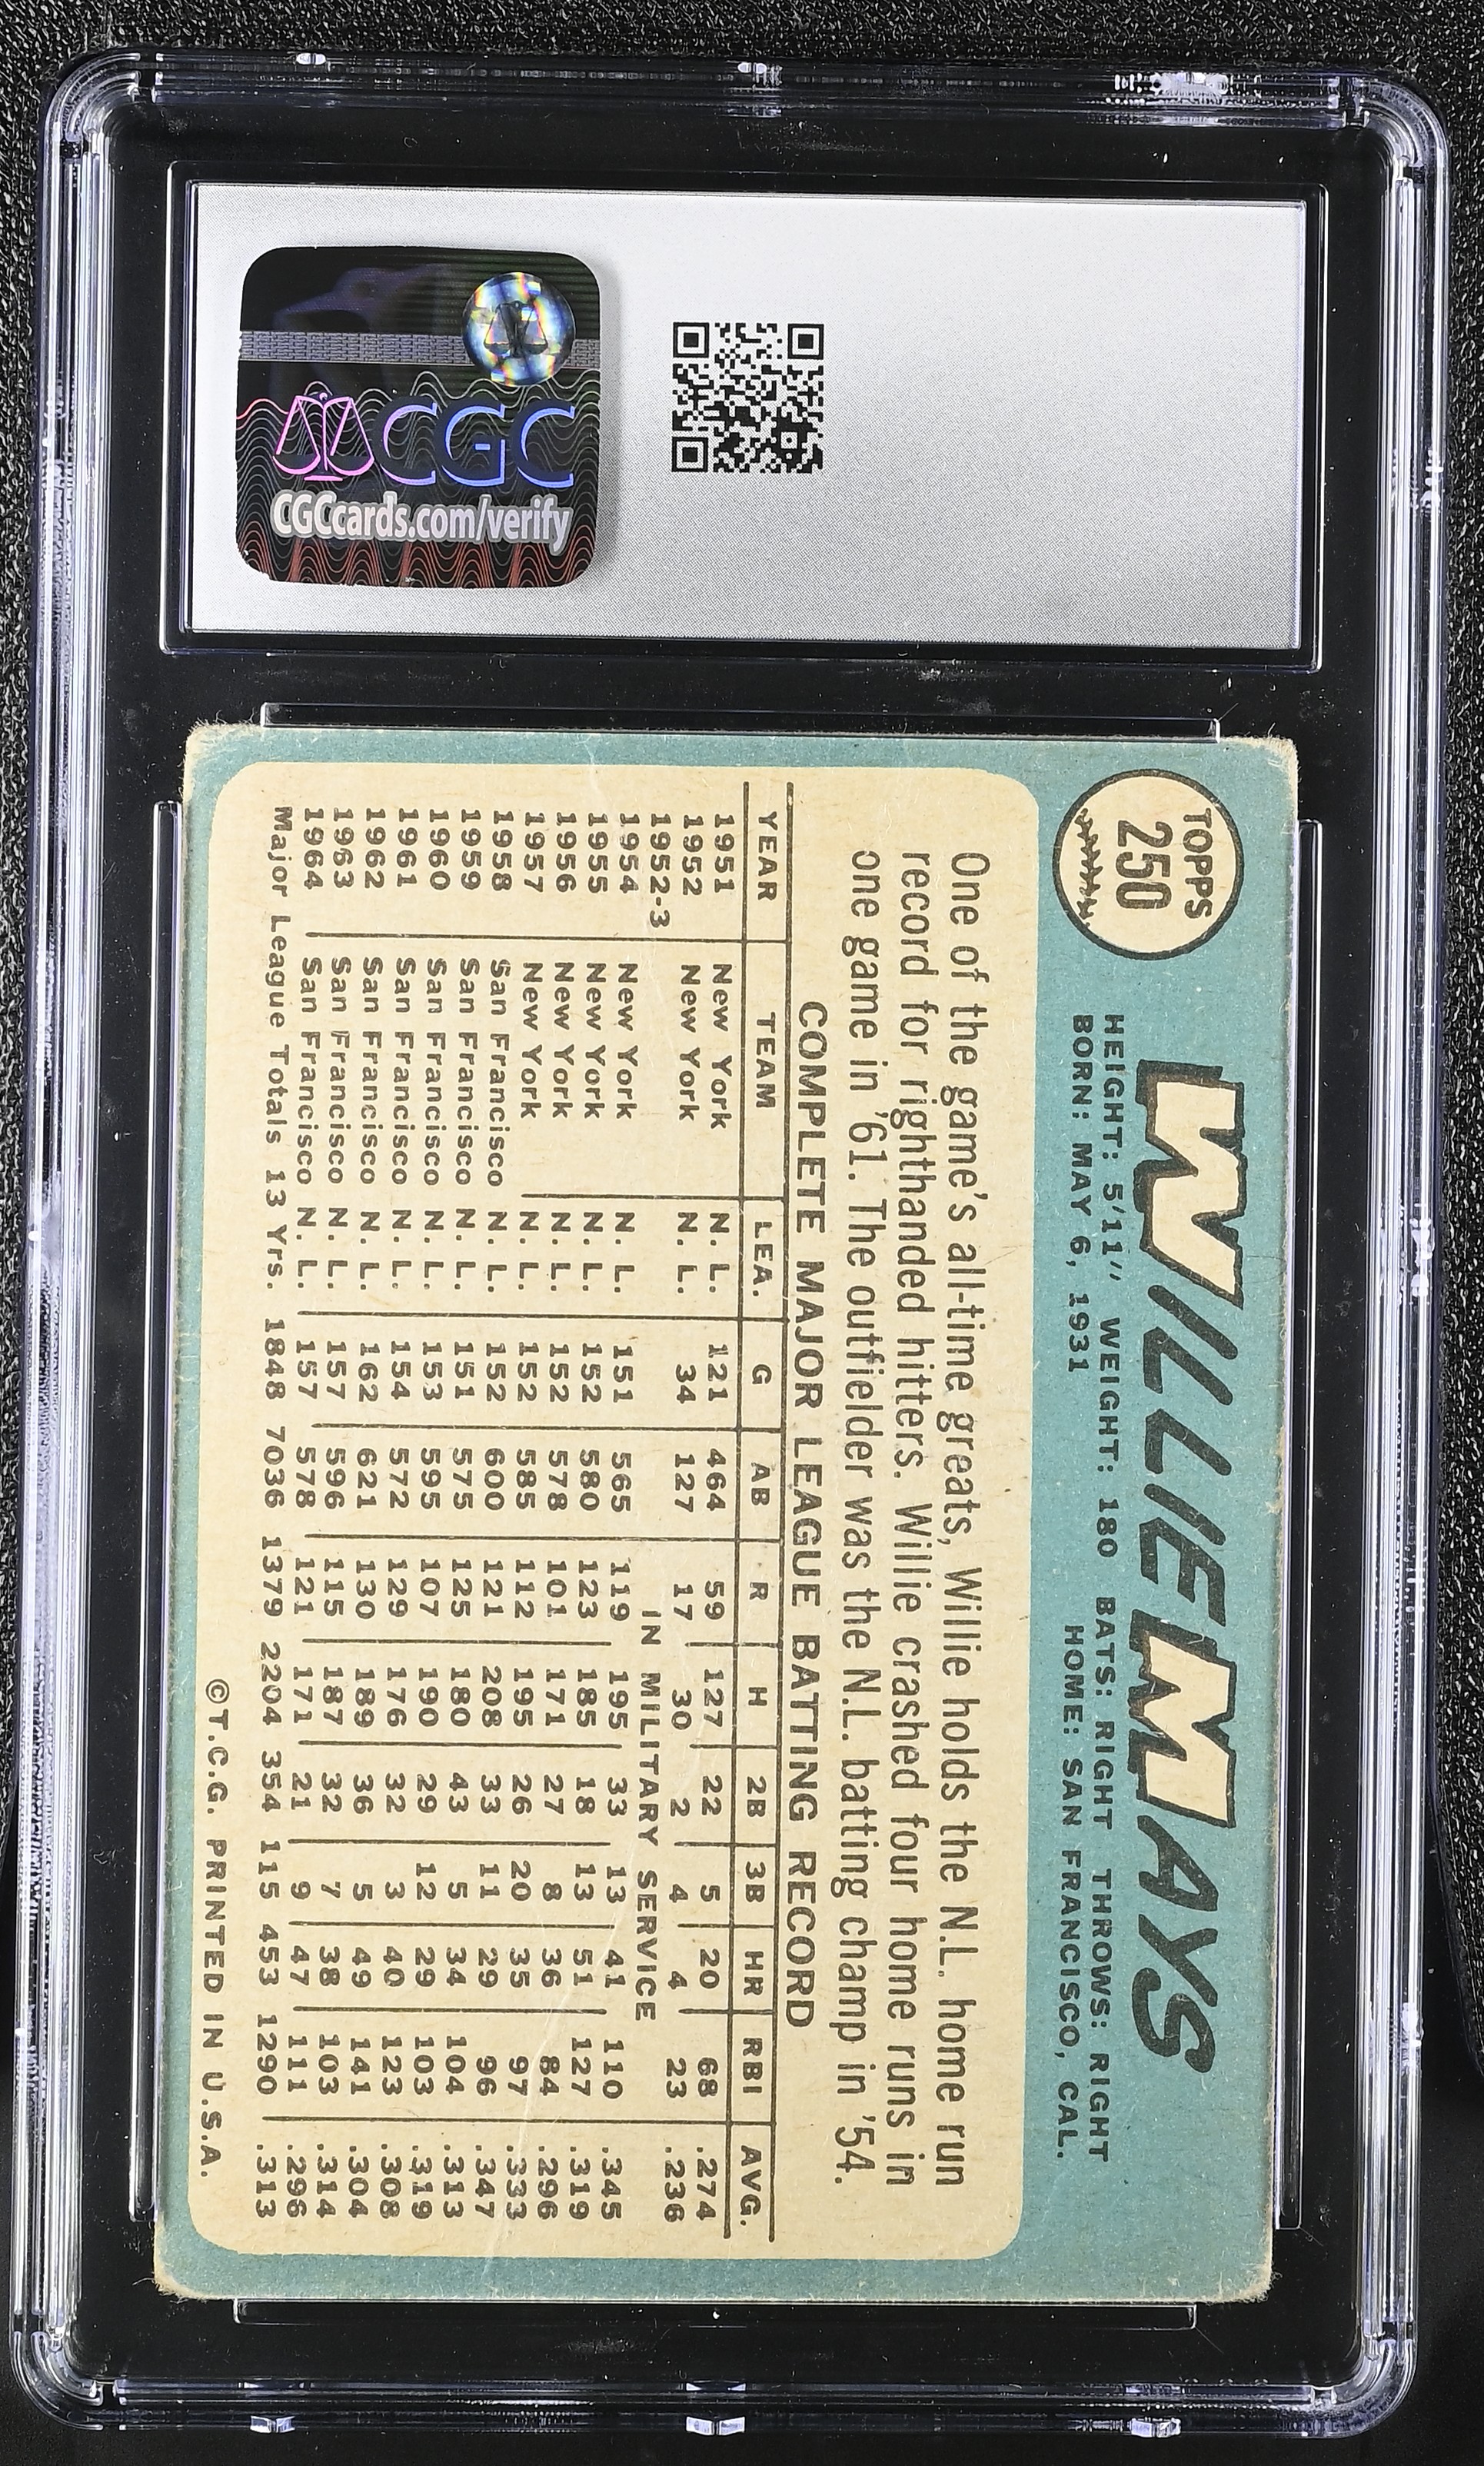 CGC
CGCcards.com/verify
TOPPS
250
WILLIE MAYS
HEIGHT: 5'11" WEIGHT: 180 BATS: RIGHT THROWS: RIGHT
BORN: MAY 6, 1931 HOME: SAN FRANCISCO, CAL.
One of the game's all-time greats, Willie holds the N.L. home run
record for righthanded hitters. Willie crashed four home runs in
one game in '61. The outfielder was the N.L. batting champ in '54.
COMPLETE MAJOR LEAGUE BATTING RECORD
YEAR TEAM LEA. G AB R H 2B 3B HR RBI AVG.
1951 New York N. L. 121 464 59 127 22 5 20 68 .274
1952 New York N. L. 34 127 17 30 2 4 4 23 .236
1952-3 IN MILITARY SERVICE
1954 New York N. L. 151 565 119 195 33 13 41 110 .345
1955 New York N. L. 152 580 123 185 18 13 51 127 .319
1956 New York N. L. 152 578 101 171 27 8 36 84 .296
1957 New York N. L. 152 585 112 195 26 20 35 97 .333
1958 San Francisco N. L. 152 600 121 208 33 11 29 96 .347
1959 San Francisco N. L. 151 575 125 180 43 5 34 104 .313
1960 San Francisco N. L. 153 595 107 190 29 12 29 103 .319
1961 San Francisco N. L. 154 572 129 176 32 3 40 123 .308
1962 San Francisco N. L. 162 621 130 189 36 5 49 141 .304
1963 San Francisco N. L. 157 596 115 187 32 7 38 103 .314
1964 San Francisco N. L. 157 578 121 171 21 9 47 111 .296
Major League Totals 13 Yrs. 1848 7036 1379 2204 354 115 453 1290 .313
©T.C.G. PRINTED IN U.S.A.